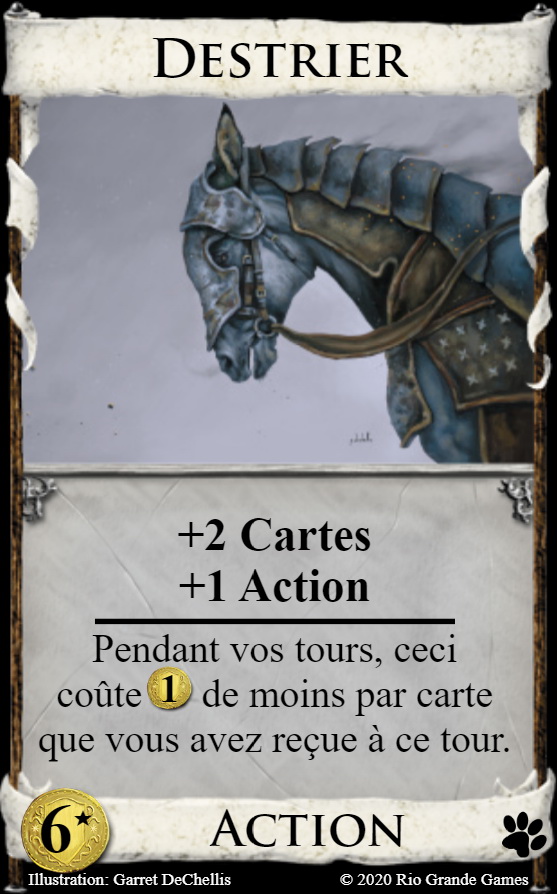 DESTRIER
+2 Cartes
+1 Action
Pendant vos tours, ceci
coûte 1 de moins par carte
que vous avez reçue à ce tour.
6* ACTION
Illustration: Garret DeChellis © 2020 Rio Grande Games